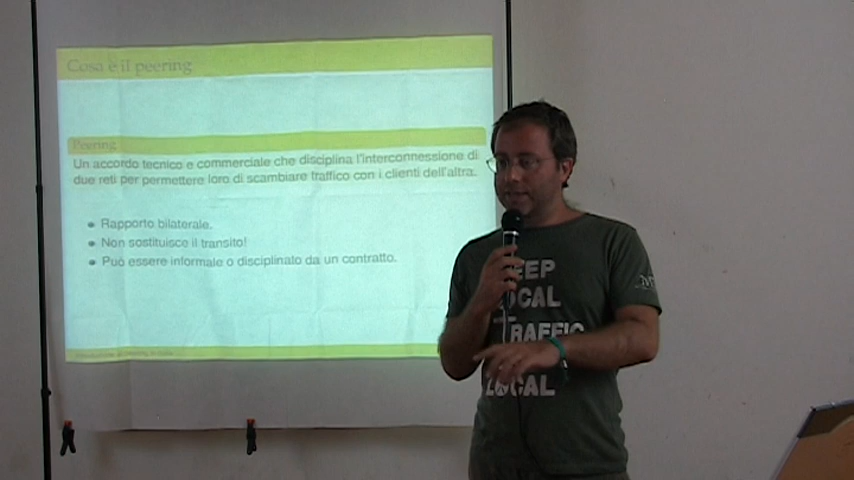 Cosa è il peering
Peering
Un accordo tecnico e commerciale che disciplina l'interconnessione di
due reti per permettere loro di scambiare traffico con i clienti dell'altra.
Rapporto bilaterale.
Non sostituisce il transito!
Può essere informale o disciplinato da un contratto.
EEP
LOCAL
TRAFFIC
LOCAL